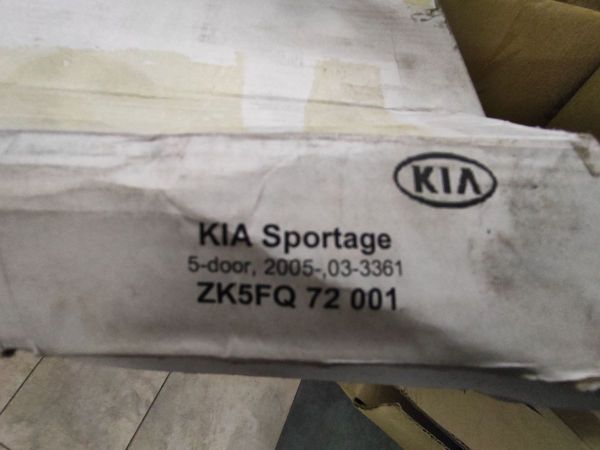 KIA
KIA Sportage
5-door, 2005-,03-3361
ZK5FQ 72 001